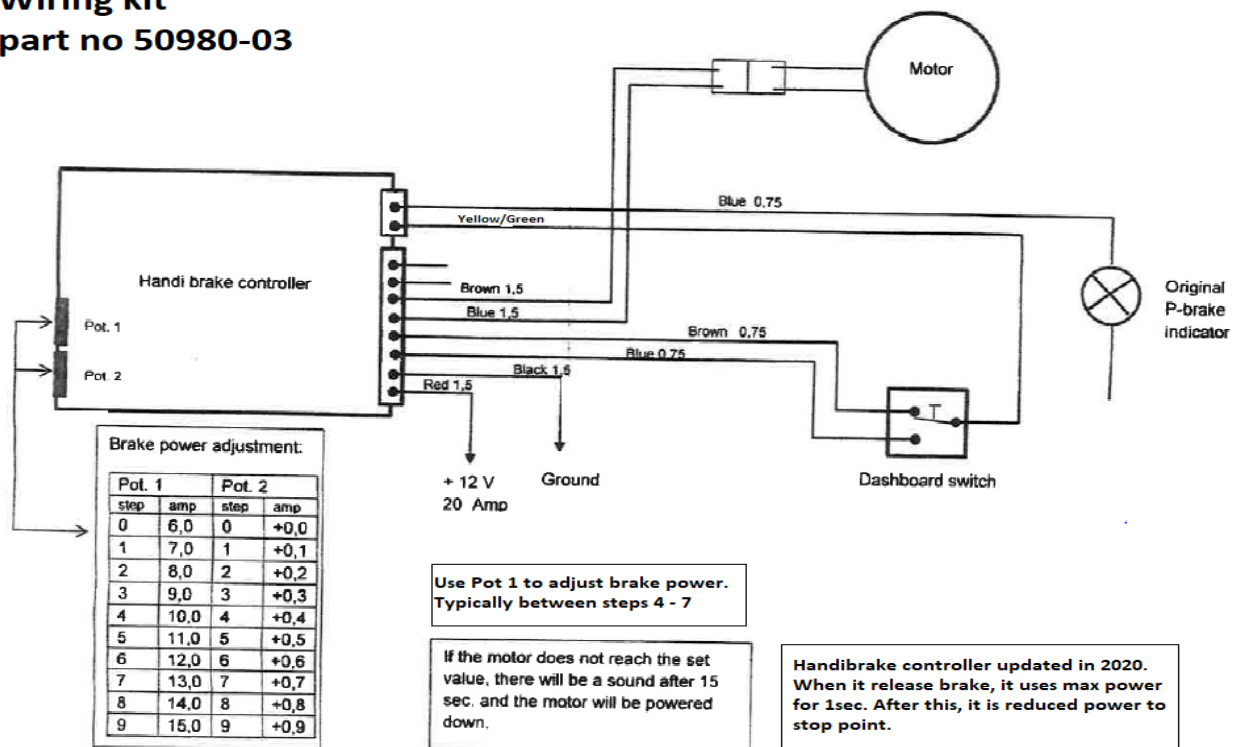 Wiring kit
part no 50980-03
Motor
Blue 0,75
Yellow/Green
Handi brake controller
Brown 1,5
Blue 1,5
Original
P-brake
indicator
Pot. 1
Brown 0,75
Blue 0,75
Pot. 2
Black 1,5
Red 1,5
T
+ 12 V
20 Amp
Ground
Dashboard switch
Brake power adjustment:
Pot. 1 Pot. 2
step amp step amp
0 6,0 0 +0,0
1 7,0 1 +0,1
2 8,0 2 +0,2
3 9,0 3 +0,3
4 10,0 4 +0,4
5 11,0 5 +0,5
6 12,0 6 +0,6
7 13,0 7 +0,7
8 14,0 8 +0,8
9 15,0 9 +0,9
Use Pot 1 to adjust brake power.
Typically between steps 4 - 7
If the motor does not reach the set
value, there will be a sound after 15
sec. and the motor will be powered
down.
Handibrake controller updated in 2020.
When it release brake, it uses max power
for 1sec. After this, it is reduced power to
stop point.